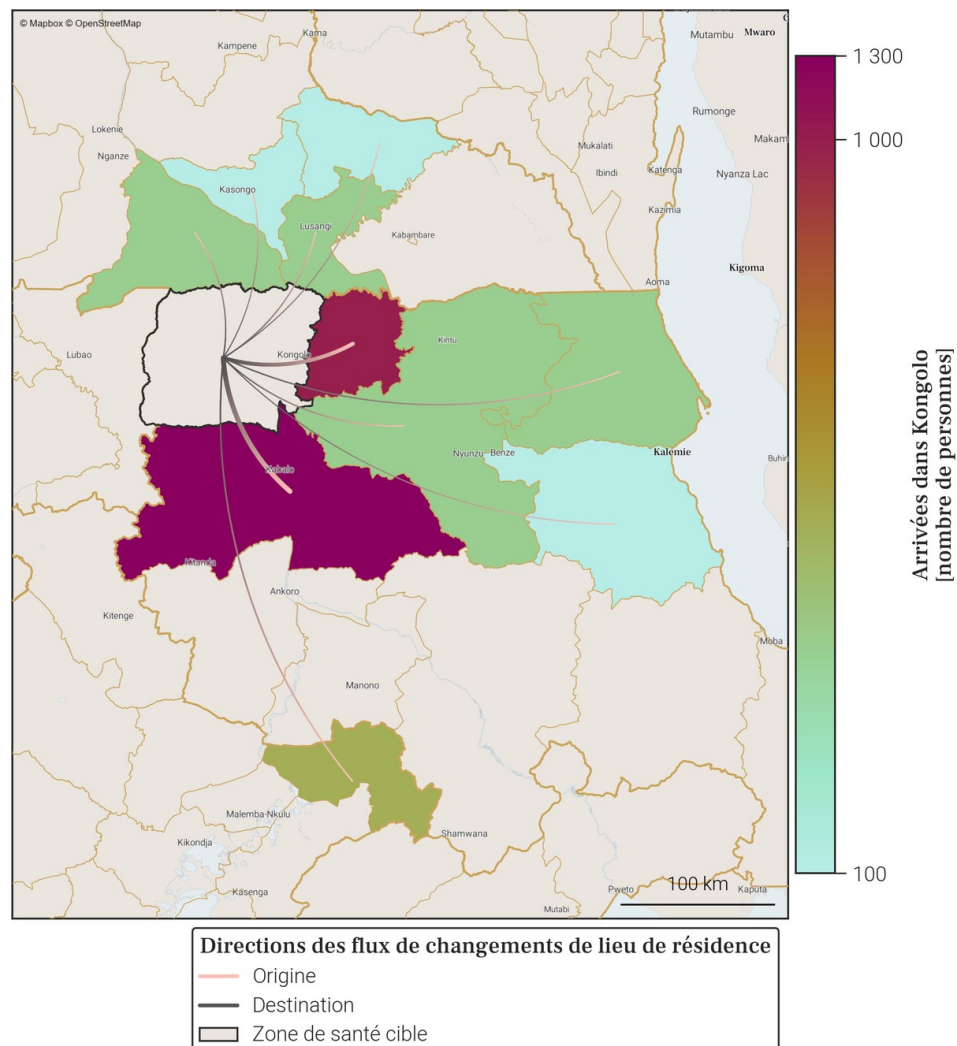 © Mapbox © OpenStreetMap
Kama
Kampene
Mutambu
Mwaro
Lokenie
Nganze
Rumonge
Makam
Mukalati
Ibindi
Katenga
Nyanza Lac
Kasongo
Kazimia
Lusangi
Kabambare
Kigoma
Aoma
Lubao
Kongolo
Kintu
Kabalo
Nyunzu
Benze
Kalemie
Buhin
Kitanda
Ankoro
Kitenge
Moba
Manono
Malemba-Nkulu
Kikondja
Shamwana
Kasenga
Pweto
Kaputa
Mutabi
100 km
1 300
1 000
100
Arrivées dans Kongolo
[nombre de personnes]
Directions des flux de changements de lieu de résidence
Origine
Destination
Zone de santé cible